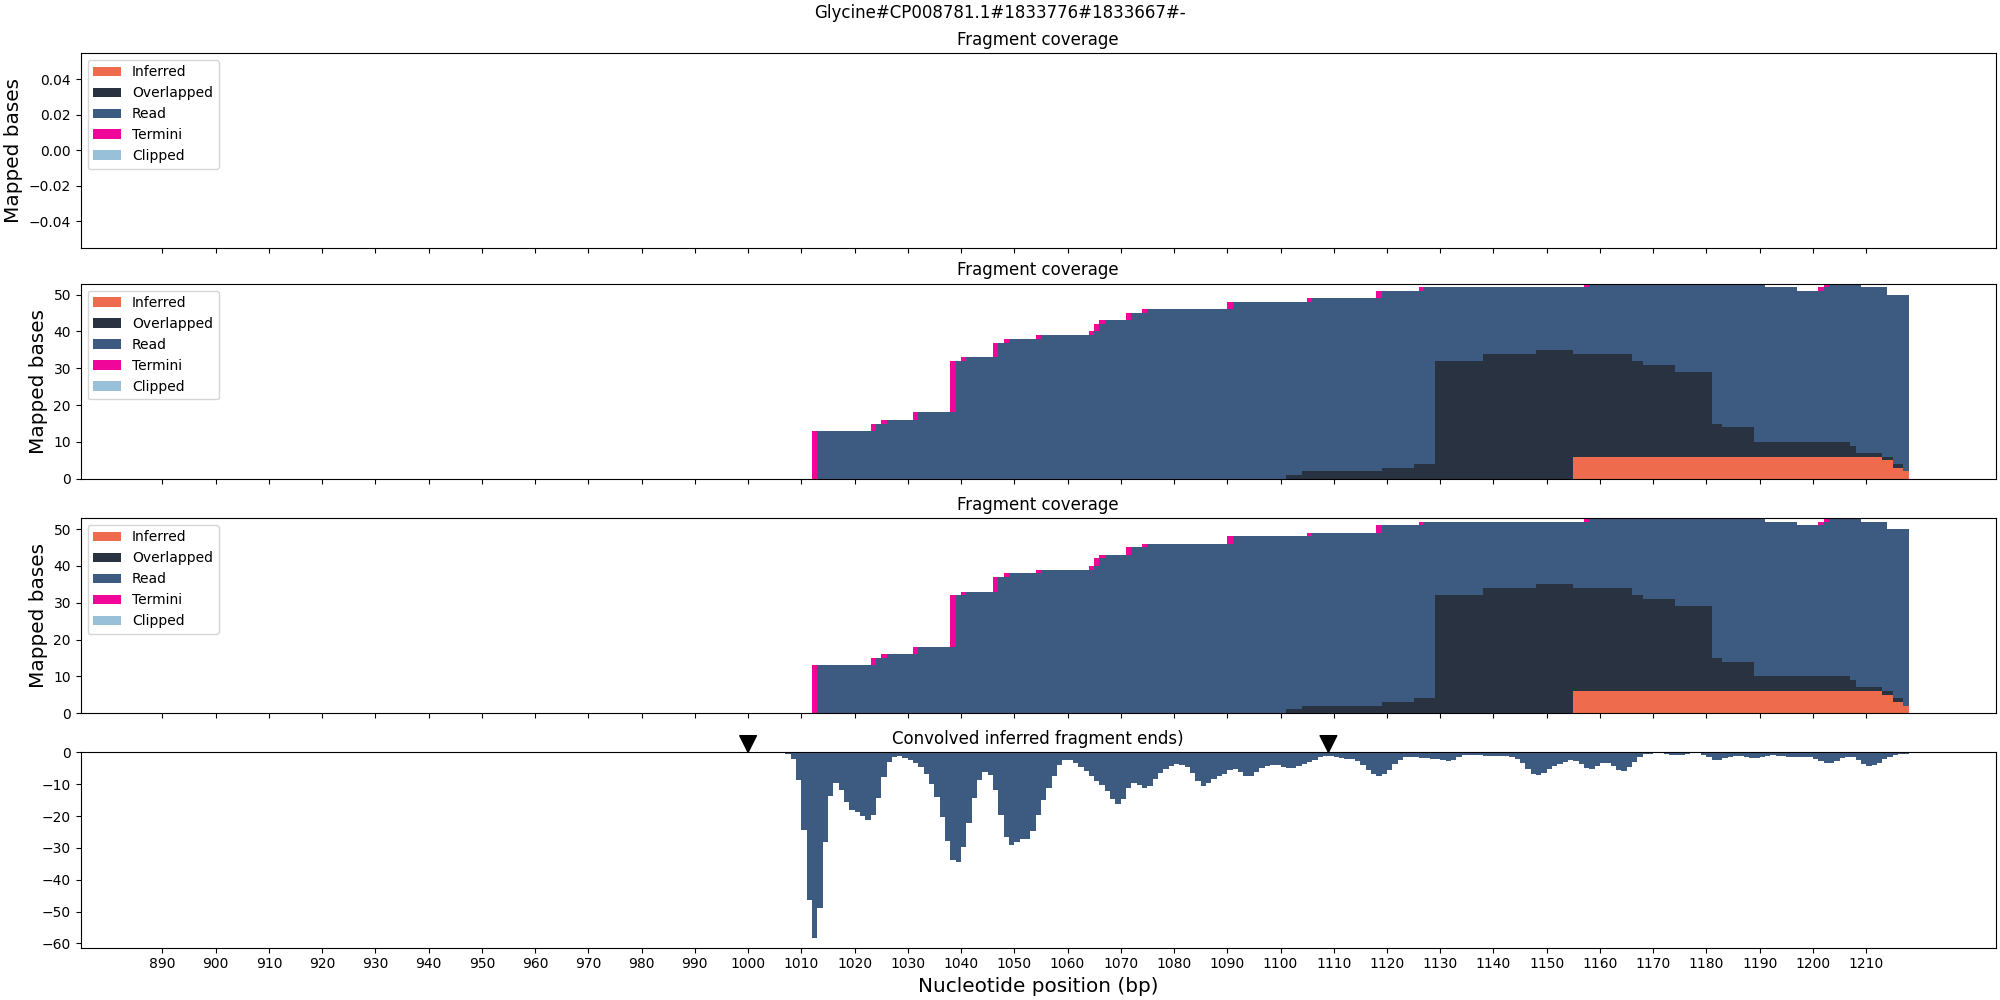 Glycine#CP008781.1#1833776#1833667#-
Fragment coverage
Mapped bases
0.04
0.02
0.00
−0.02
−0.04
Inferred
Overlapped
Read
Termini
Clipped
Fragment coverage
Mapped bases
50
40
30
20
10
0
Inferred
Overlapped
Read
Termini
Clipped
Fragment coverage
Mapped bases
50
40
30
20
10
0
Inferred
Overlapped
Read
Termini
Clipped
Convolved inferred fragment ends)
0
−10
−20
−30
−40
−50
−60
890 900 910 920 930 940 950 960 970 980 990 1000 1010 1020 1030 1040 1050 1060 1070 1080 1090 1100 1110 1120 1130 1140 1150 1160 1170 1180 1190 1200 1210
Nucleotide position (bp)